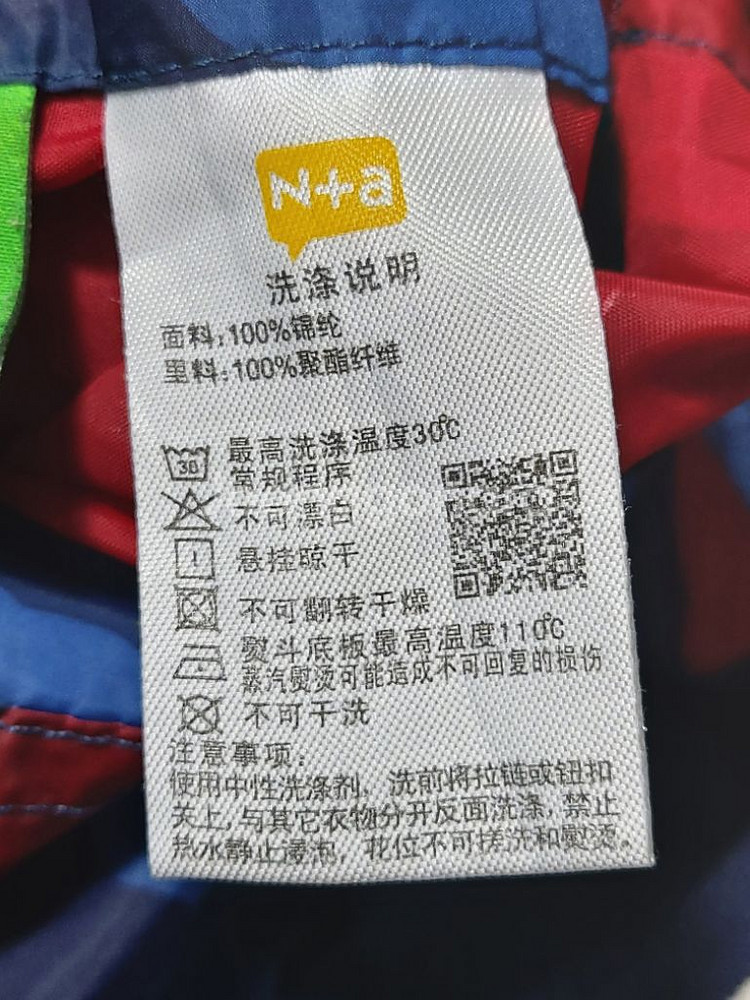 N+a
洗涤说明
面料:100%锦纶
里料:100%聚酯纤维
30
最高洗涤温度30℃
常规程序
不可漂白
悬挂晾干
不可翻转干燥
熨斗底板最高温度110℃
蒸汽熨烫可能造成不可回复的损伤
不可干洗
注意事项:
使用中性洗涤剂，洗前将拉链或钮扣
关上,与其它衣物分开反面洗涤,禁止
热水静止浸泡，花位不可搓洗和熨烫。